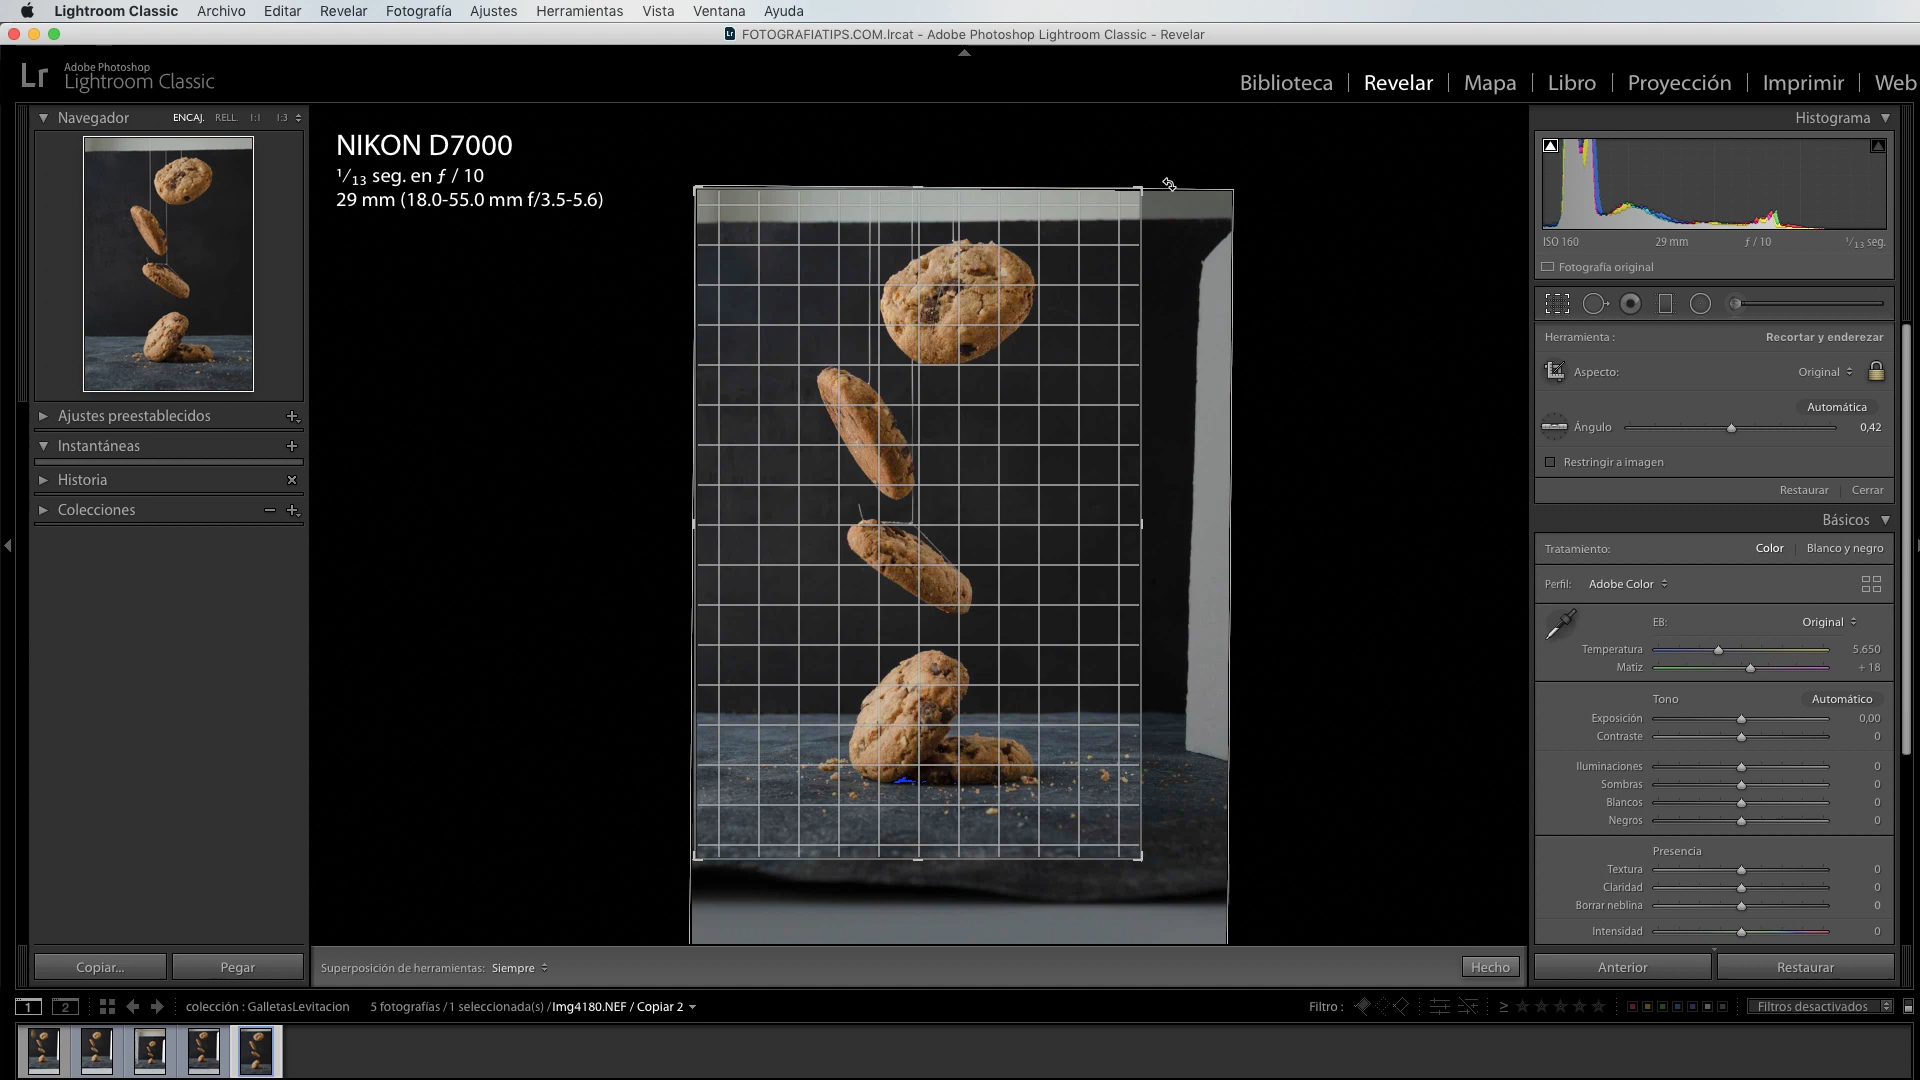 Lightroom Classic Archivo Editar Revelar Fotografía Ajustes Herramientas Vista Ventana Ayuda
Lr FOTOGRAFIATIPS.COM.lrcat - Adobe Photoshop Lightroom Classic - Revelar
Lr Adobe Photoshop
Lightroom Classic
Biblioteca | Revelar | Mapa | Libro | Proyección | Imprimir | Web
Navegador ENCAJ. RELL. 1:1 1:3
Ajustes preestablecidos
Instantáneas
Historia
Colecciones
Copiar... Pegar
NIKON D7000
1/13 seg. en ƒ / 10
29 mm (18.0-55.0 mm f/3.5-5.6)
Superposición de herramientas: Siempre
Hecho
Histograma
ISO 160 29 mm ƒ / 10 1/13 seg.
Fotografía original
Herramienta : Recortar y enderezar
Aspecto: Original
Automática
Ángulo 0,42
Restringir a imagen
Restaurar | Cerrar
Básicos
Tratamiento: Color | Blanco y negro
Perfil: Adobe Color
EB: Original
Temperatura 5.650
Matiz + 18
Tono Automático
Exposición 0,00
Contraste 0
Iluminaciones 0
Sombras 0
Blancos 0
Negros 0
Presencia
Textura 0
Claridad 0
Borrar neblina 0
Intensidad 0
Anterior Restaurar
1 2 colección : GalletasLevitacion 5 fotografías /1 seleccionada(s) /Img4180.NEF / Copiar 2
Filtro : ≥ Filtros desactivados